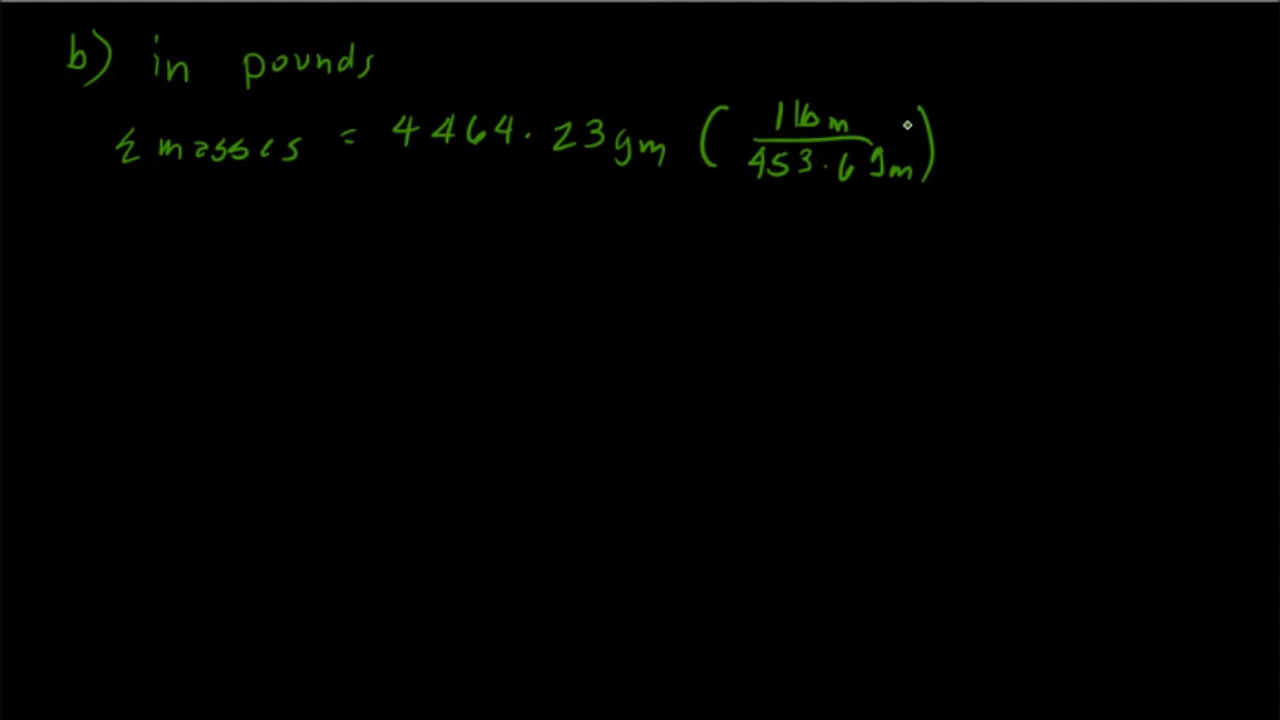 b) in pounds
Σ masses = 4464.23 gm ( 1 lbm / 453.6 gm )